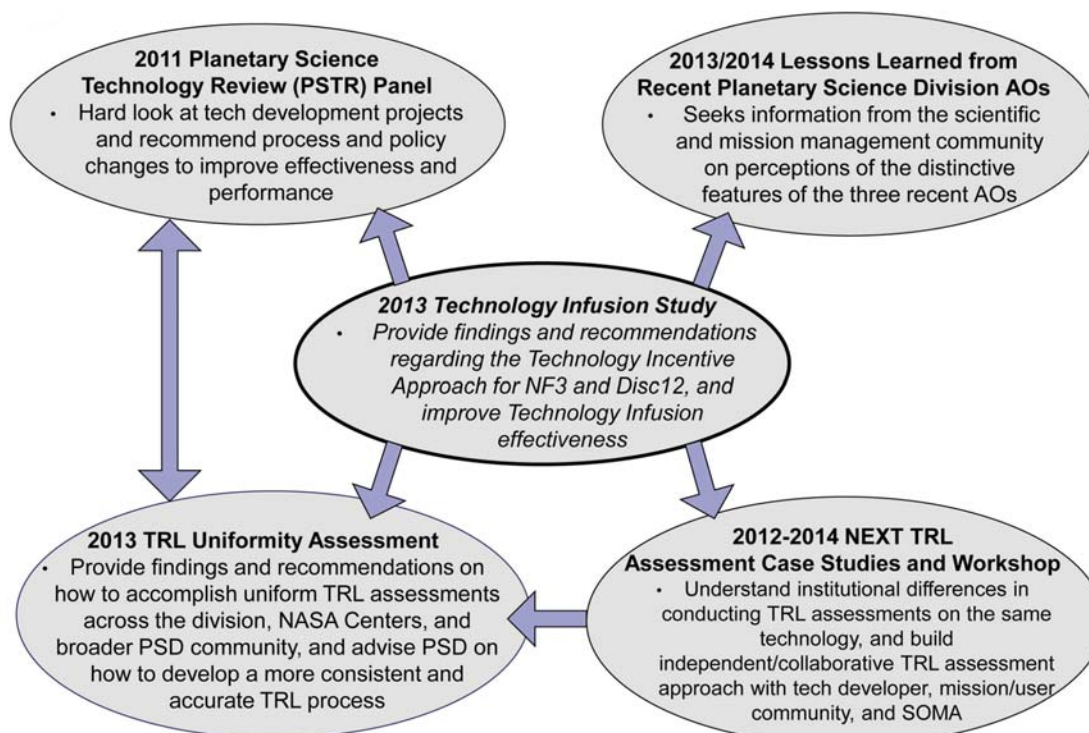 2011 Planetary Science
Technology Review (PSTR) Panel
• Hard look at tech development projects
and recommend process and policy
changes to improve effectiveness and
performance
2013/2014 Lessons Learned from
Recent Planetary Science Division AOs
• Seeks information from the scientific
and mission management community
on perceptions of the distinctive
features of the three recent AOs
2013 Technology Infusion Study
• Provide findings and recommendations
regarding the Technology Incentive
Approach for NF3 and Disc12, and
improve Technology Infusion
effectiveness
2013 TRL Uniformity Assessment
• Provide findings and recommendations on
how to accomplish uniform TRL assessments
across the division, NASA Centers, and
broader PSD community, and advise PSD on
how to develop a more consistent and
accurate TRL process
2012-2014 NEXT TRL
Assessment Case Studies and Workshop
• Understand institutional differences in
conducting TRL assessments on the same
technology, and build
independent/collaborative TRL assessment
approach with tech developer, mission/user
community, and SOMA